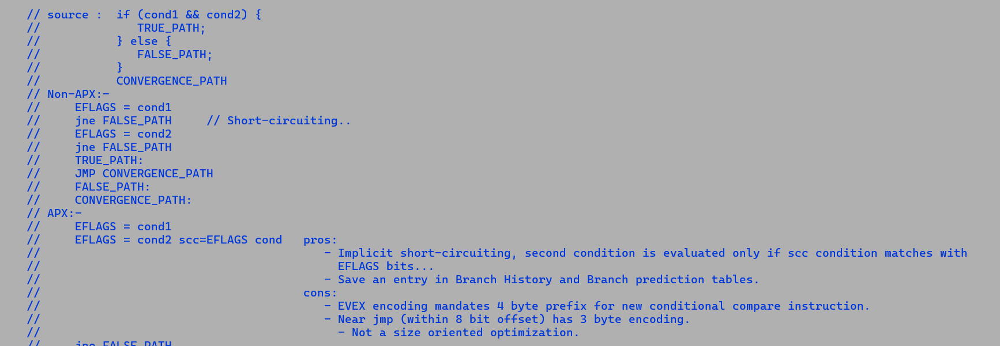 // source :  if (cond1 && cond2) {
//              TRUE_PATH;
//           } else {
//              FALSE_PATH;
//           }
//           CONVERGENCE_PATH
// Non-APX:-
//     EFLAGS = cond1
//     jne FALSE_PATH     // Short-circuiting..
//     EFLAGS = cond2
//     jne FALSE_PATH
//     TRUE_PATH:
//     JMP CONVERGENCE_PATH
//     FALSE_PATH:
//     CONVERGENCE_PATH:
// APX:-
//     EFLAGS = cond1
//     EFLAGS = cond2 scc=EFLAGS cond   pros:
//                                         - Implicit short-circuiting, second condition is evaluated only if scc condition matches with
//                                           EFLAGS bits...
//                                         - Save an entry in Branch History and Branch prediction tables.
//                                      cons:
//                                         - EVEX encoding mandates 4 byte prefix for new conditional compare instruction.
//                                         - Near jmp (within 8 bit offset) has 3 byte encoding.
//                                           - Not a size oriented optimization.
//     jne FALSE_PATH